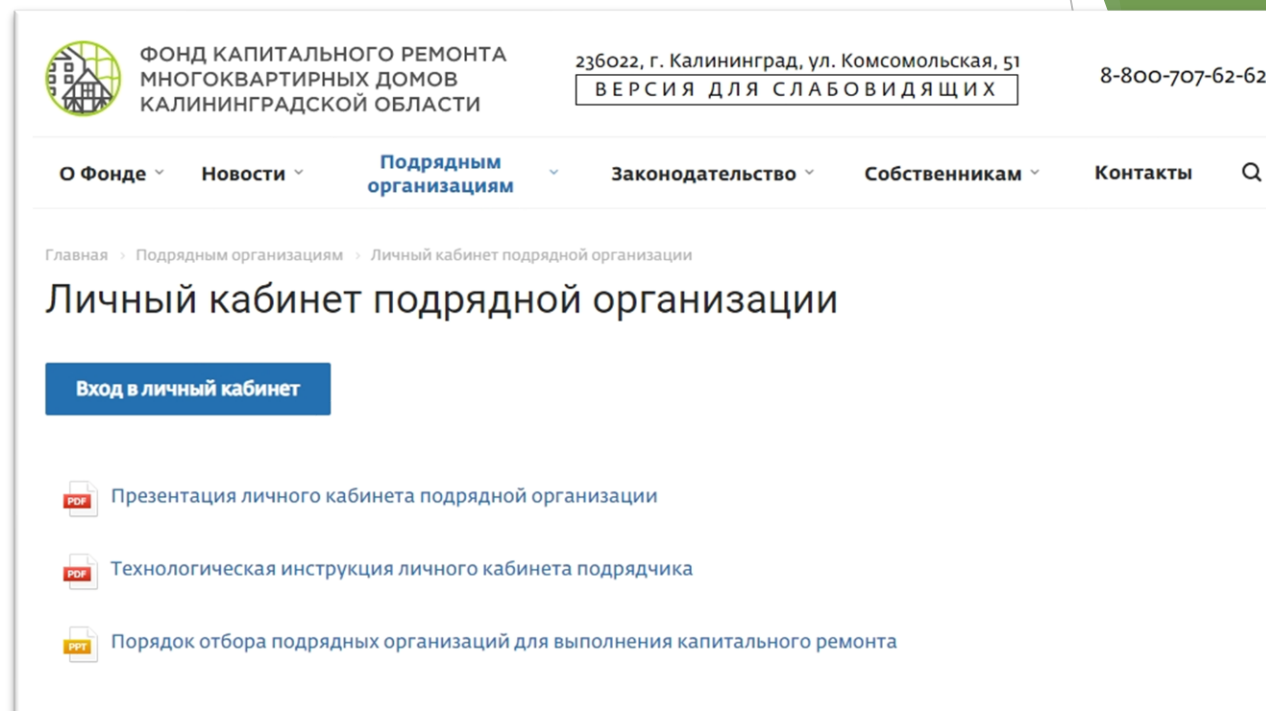 ФОНД КАПИТАЛЬНОГО РЕМОНТА
МНОГОКВАРТИРНЫХ ДОМОВ
КАЛИНИНГРАДСКОЙ ОБЛАСТИ
236022, г. Калининград, ул. Комсомольская, 51
ВЕРСИЯ ДЛЯ СЛАБОВИДЯЩИХ
8-800-707-62-62
О Фонде
Новости
Подрядным
организациям
Законодательство
Собственникам
Контакты
Главная › Подрядным организациям › Личный кабинет подрядной организации
Личный кабинет подрядной организации
Вход в личный кабинет
PDF Презентация личного кабинета подрядной организации
PDF Технологическая инструкция личного кабинета подрядчика
PPT Порядок отбора подрядных организаций для выполнения капитального ремонта